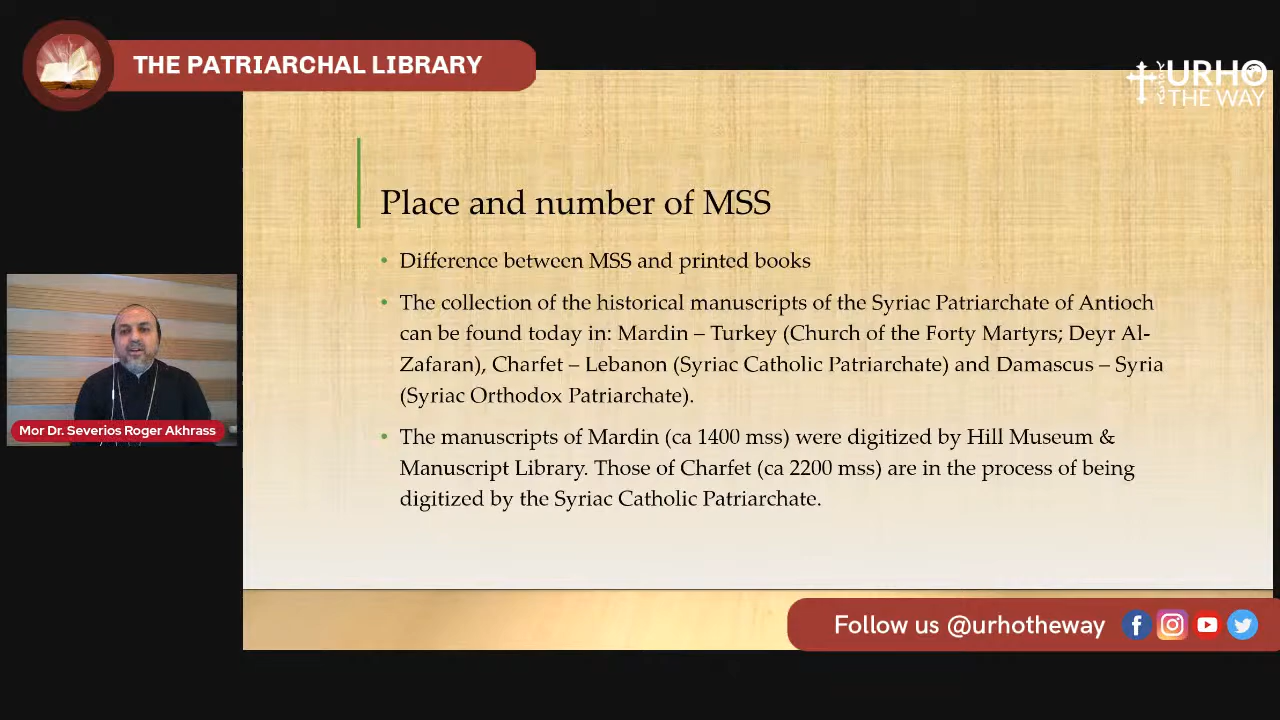 THE PATRIARCHAL LIBRARY
URHO
THE WAY
Place and number of MSS
• Difference between MSS and printed books
• The collection of the historical manuscripts of the Syriac Patriarchate of Antioch
can be found today in: Mardin – Turkey (Church of the Forty Martyrs; Deyr Al-
Zafaran), Charfet – Lebanon (Syriac Catholic Patriarchate) and Damascus – Syria
(Syriac Orthodox Patriarchate).
• The manuscripts of Mardin (ca 1400 mss) were digitized by Hill Museum &
Manuscript Library. Those of Charfet (ca 2200 mss) are in the process of being
digitized by the Syriac Catholic Patriarchate.
Mor Dr. Severios Roger Akhrass
Follow us @urhotheway